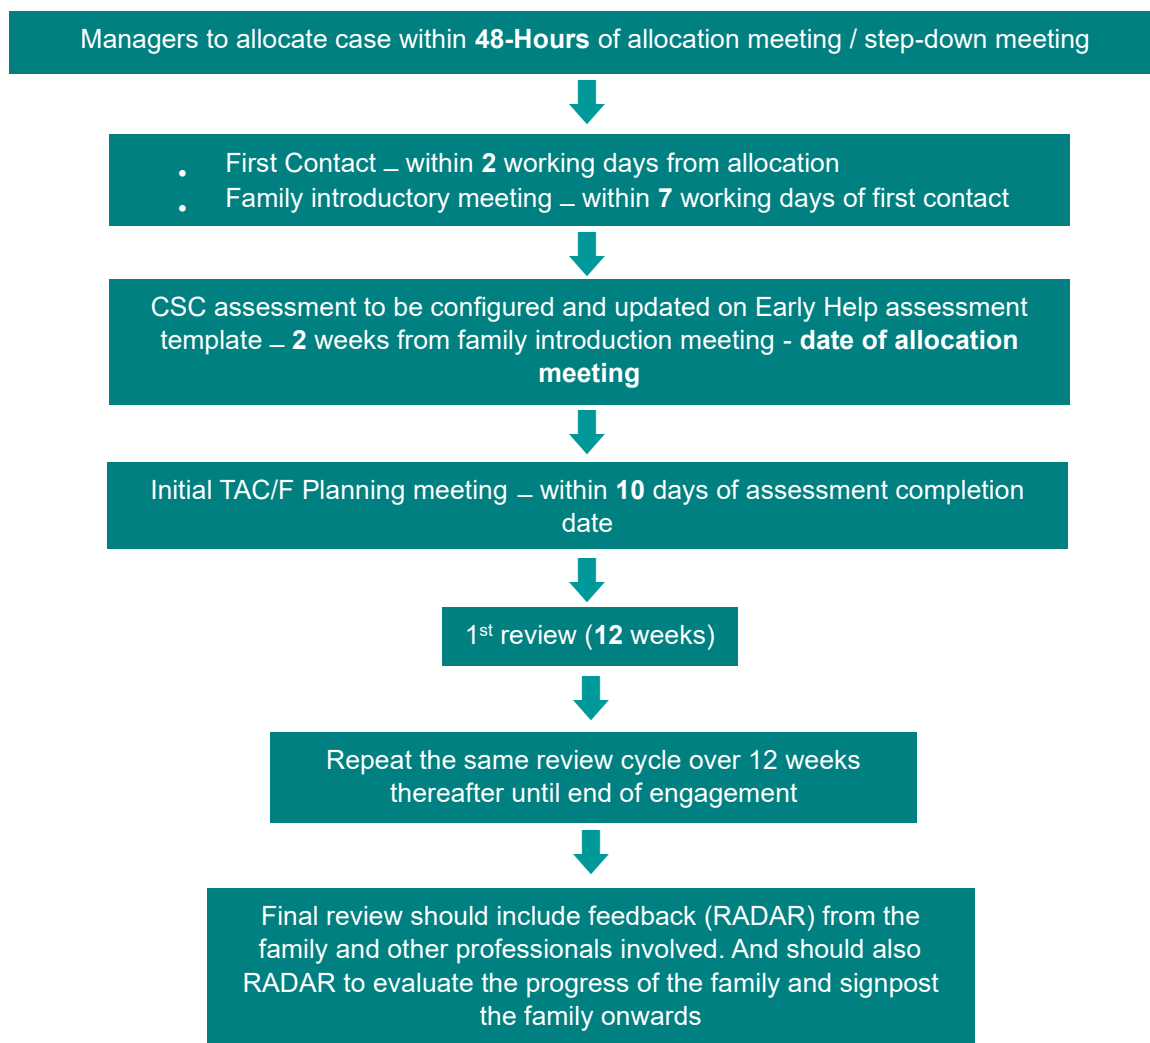 Managers to allocate case within 48-Hours of allocation meeting / step-down meeting
• First Contact – within 2 working days from allocation
• Family introductory meeting – within 7 working days of first contact
CSC assessment to be configured and updated on Early Help assessment
template – 2 weeks from family introduction meeting - date of allocation
meeting
Initial TAC/F Planning meeting – within 10 days of assessment completion
date
1st review (12 weeks)
Repeat the same review cycle over 12 weeks
thereafter until end of engagement
Final review should include feedback (RADAR) from the
family and other professionals involved. And should also
RADAR to evaluate the progress of the family and signpost
the family onwards